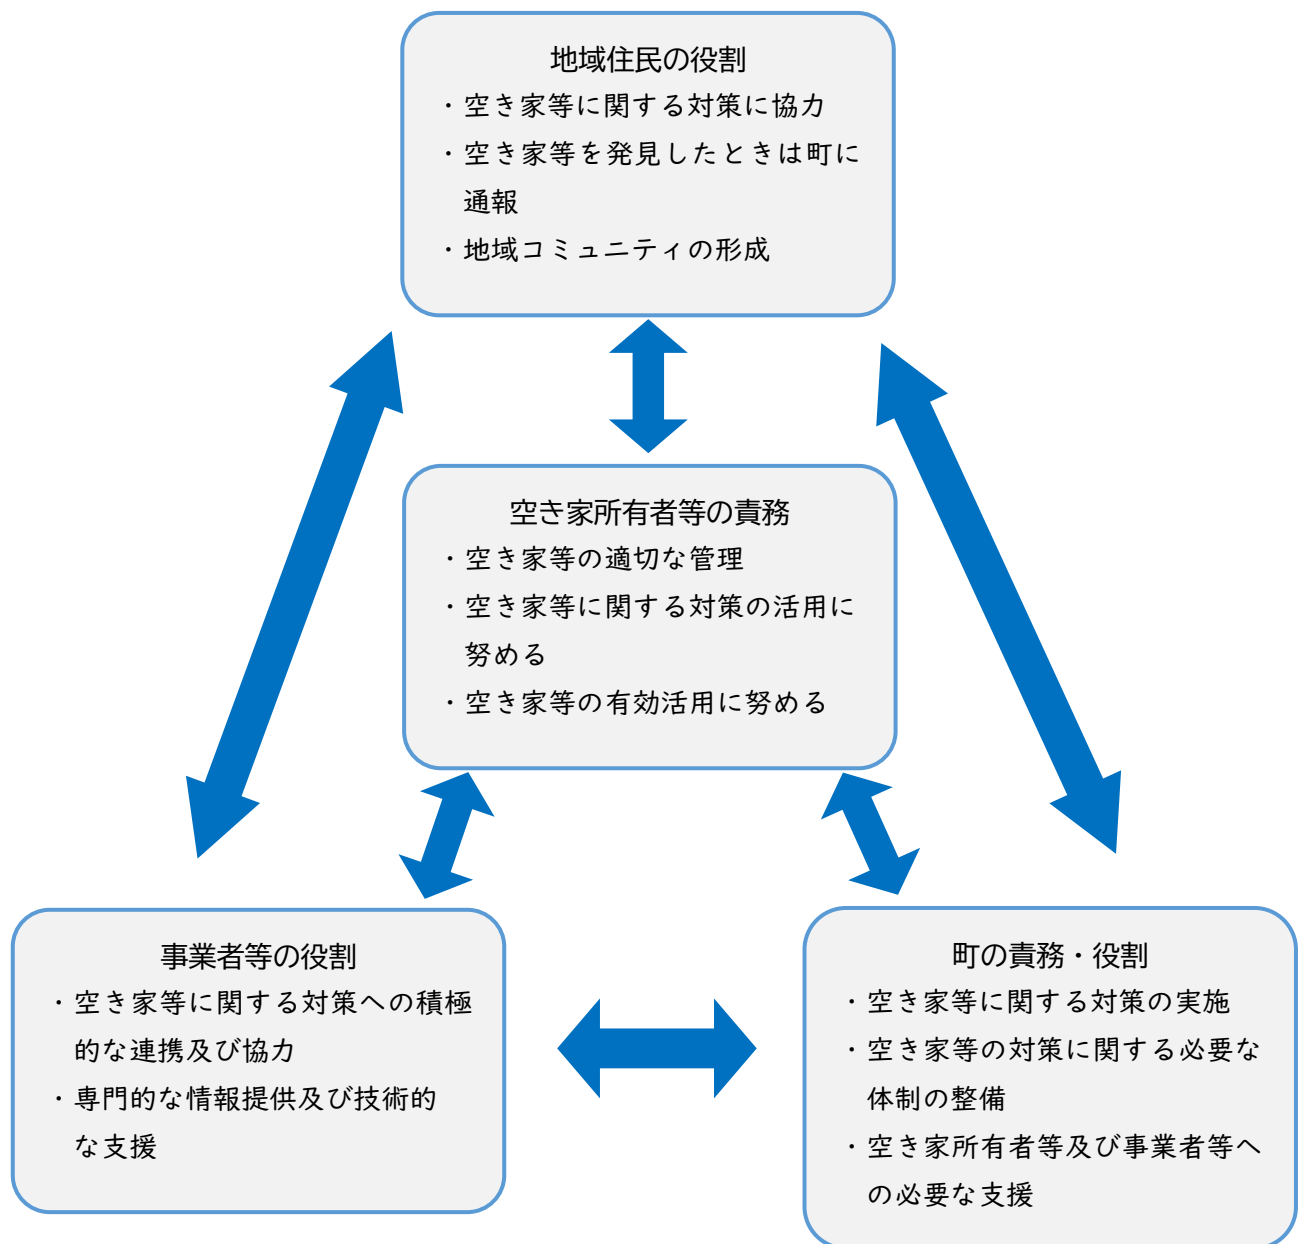 地域住民の役割
・空き家等に関する対策に協力
・空き家等を発見したときは町に
通報
・地域コミュニティの形成
空き家所有者等の責務
・空き家等の適切な管理
・空き家等に関する対策の活用に
努める
・空き家等の有効活用に努める
事業者等の役割
・空き家等に関する対策への積極
的な連携及び協力
・専門的な情報提供及び技術的
な支援
町の責務・役割
・空き家等に関する対策の実施
・空き家等の対策に関する必要な
体制の整備
・空き家所有者等及び事業者等へ
の必要な支援